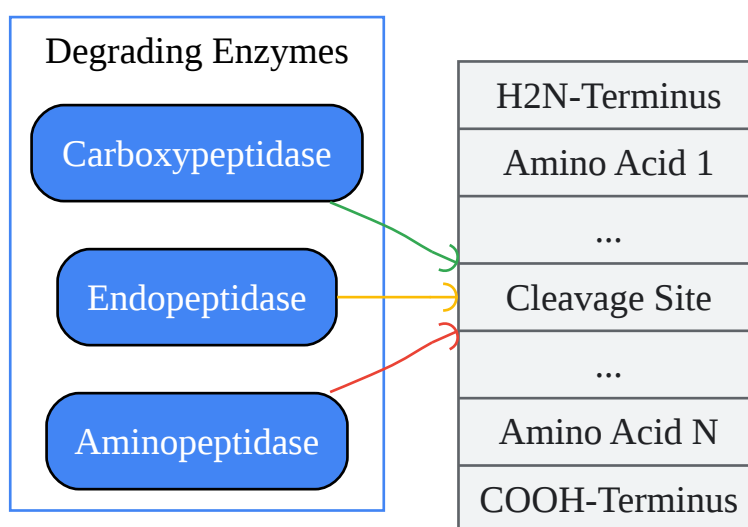 Degrading Enzymes
Carboxypeptidase
Endopeptidase
Aminopeptidase
H2N-Terminus
Amino Acid 1
...
Cleavage Site
...
Amino Acid N
COOH-Terminus